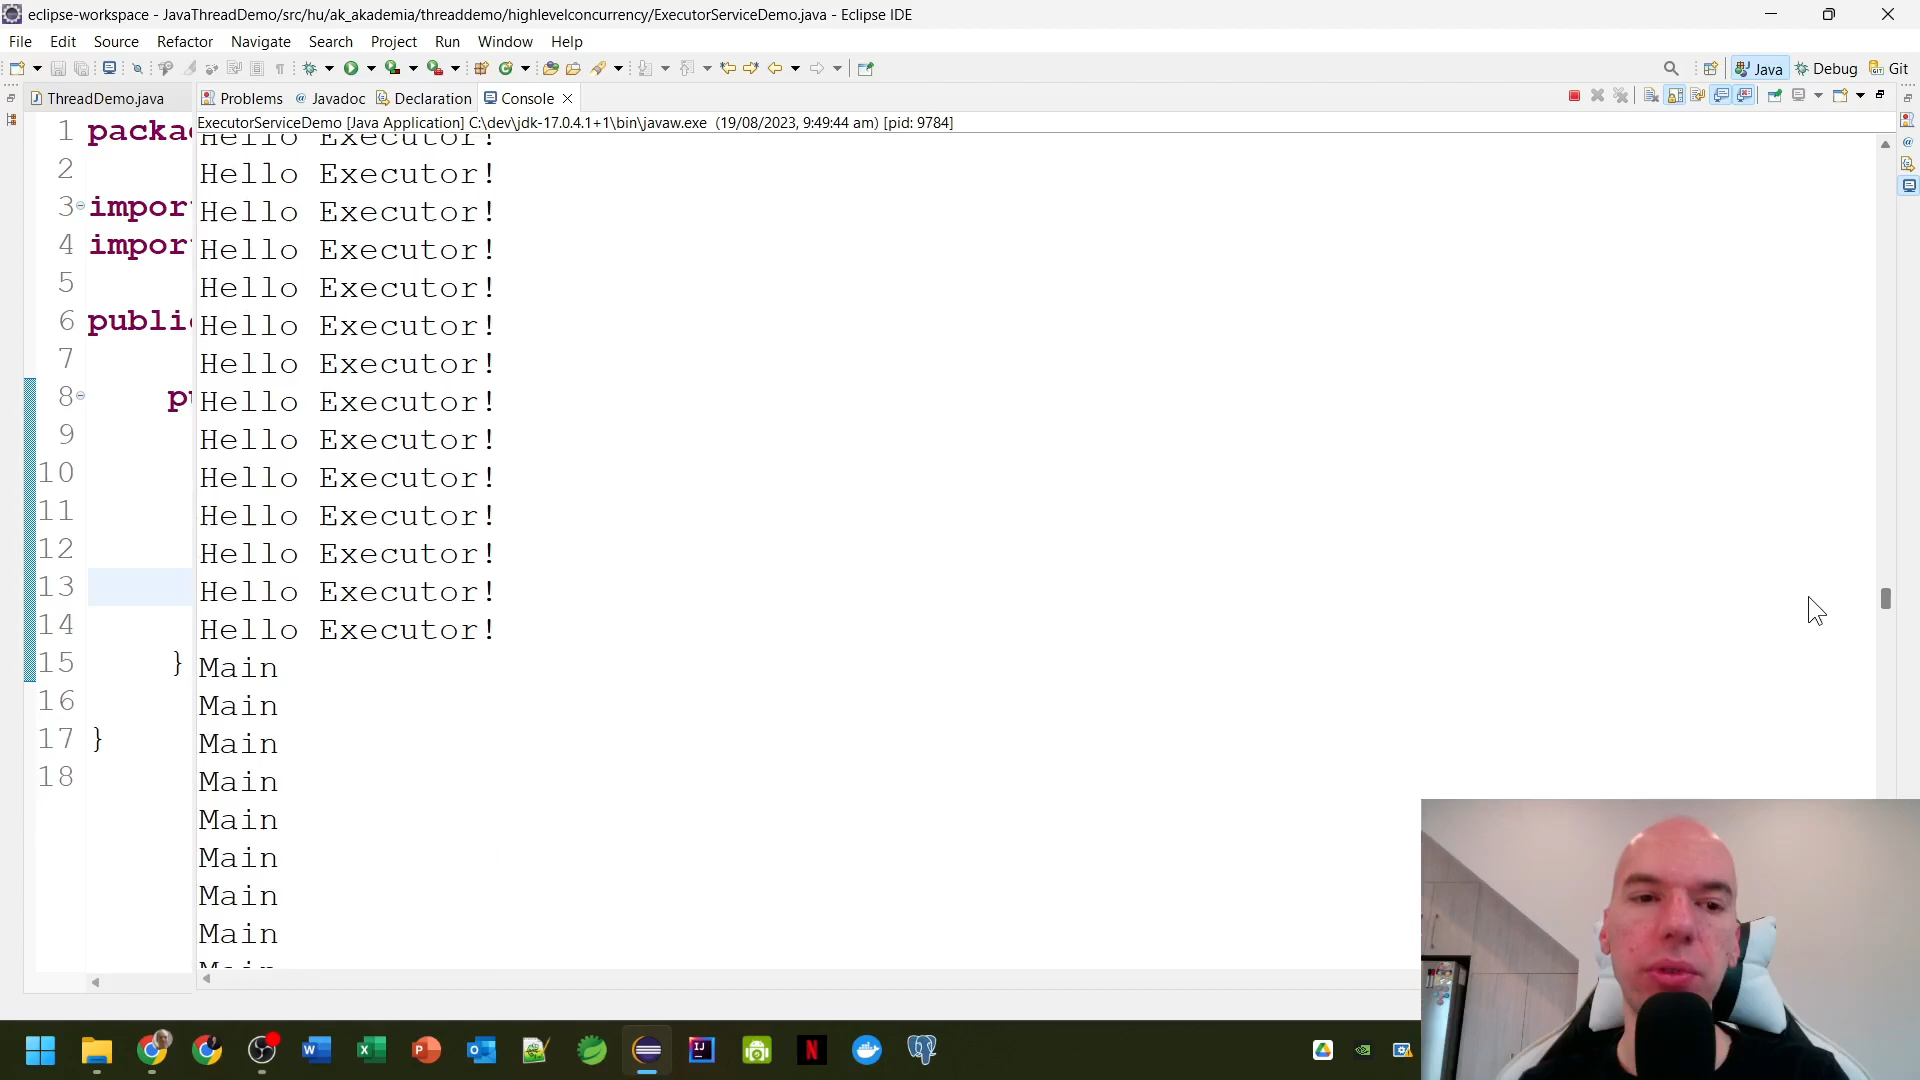 eclipse-workspace - JavaThreadDemo/src/hu/ak_akademia/threaddemo/highlevelconcurrency/ExecutorServiceDemo.java - Eclipse IDE
File Edit Source Refactor Navigate Search Project Run Window Help
Java Debug Git
ThreadDemo.java Problems Javadoc Declaration Console
ExecutorServiceDemo [Java Application] C:\dev\jdk-17.0.4.1+1\bin\javaw.exe (19/08/2023, 9:49:44 am) [pid: 9784]
1 packa Hello Executor!
2 Hello Executor!
3 impor Hello Executor!
4 impor Hello Executor!
5 Hello Executor!
6 publi Hello Executor!
7 Hello Executor!
8 pu Hello Executor!
9 Hello Executor!
10 Hello Executor!
11 Hello Executor!
12 Hello Executor!
13 Hello Executor!
14 Hello Executor!
15 } Main
16 Main
17 } Main
18 Main
Main
Main
Main
Main
Main